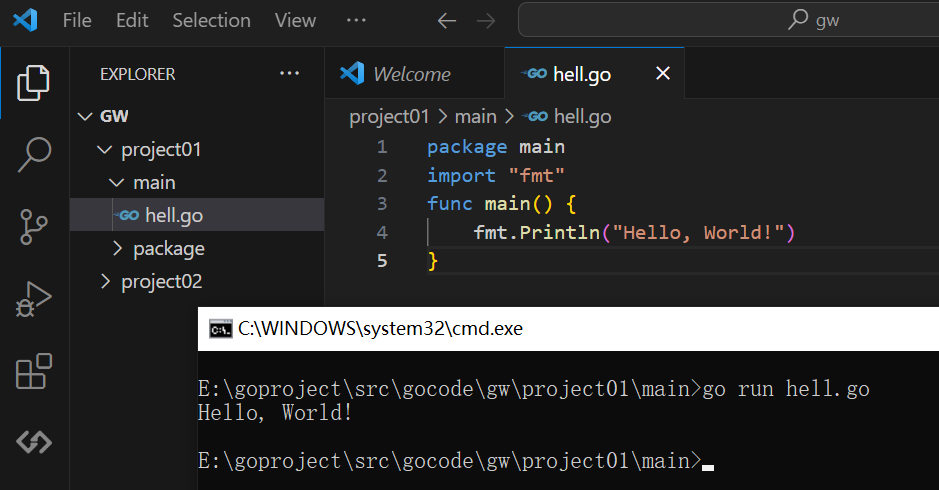 File Edit Selection View ··· gw
EXPLORER ···
GW
project01
main
GO hell.go
package
project02
Welcome GO hell.go
project01 > main > GO hell.go
1 package main
2 import "fmt"
3 func main() {
4 fmt.Println("Hello, World!")
5 }
C:\WINDOWS\system32\cmd.exe
E:\goproject\src\gocode\gw\project01\main>go run hell.go
Hello, World!
E:\goproject\src\gocode\gw\project01\main>